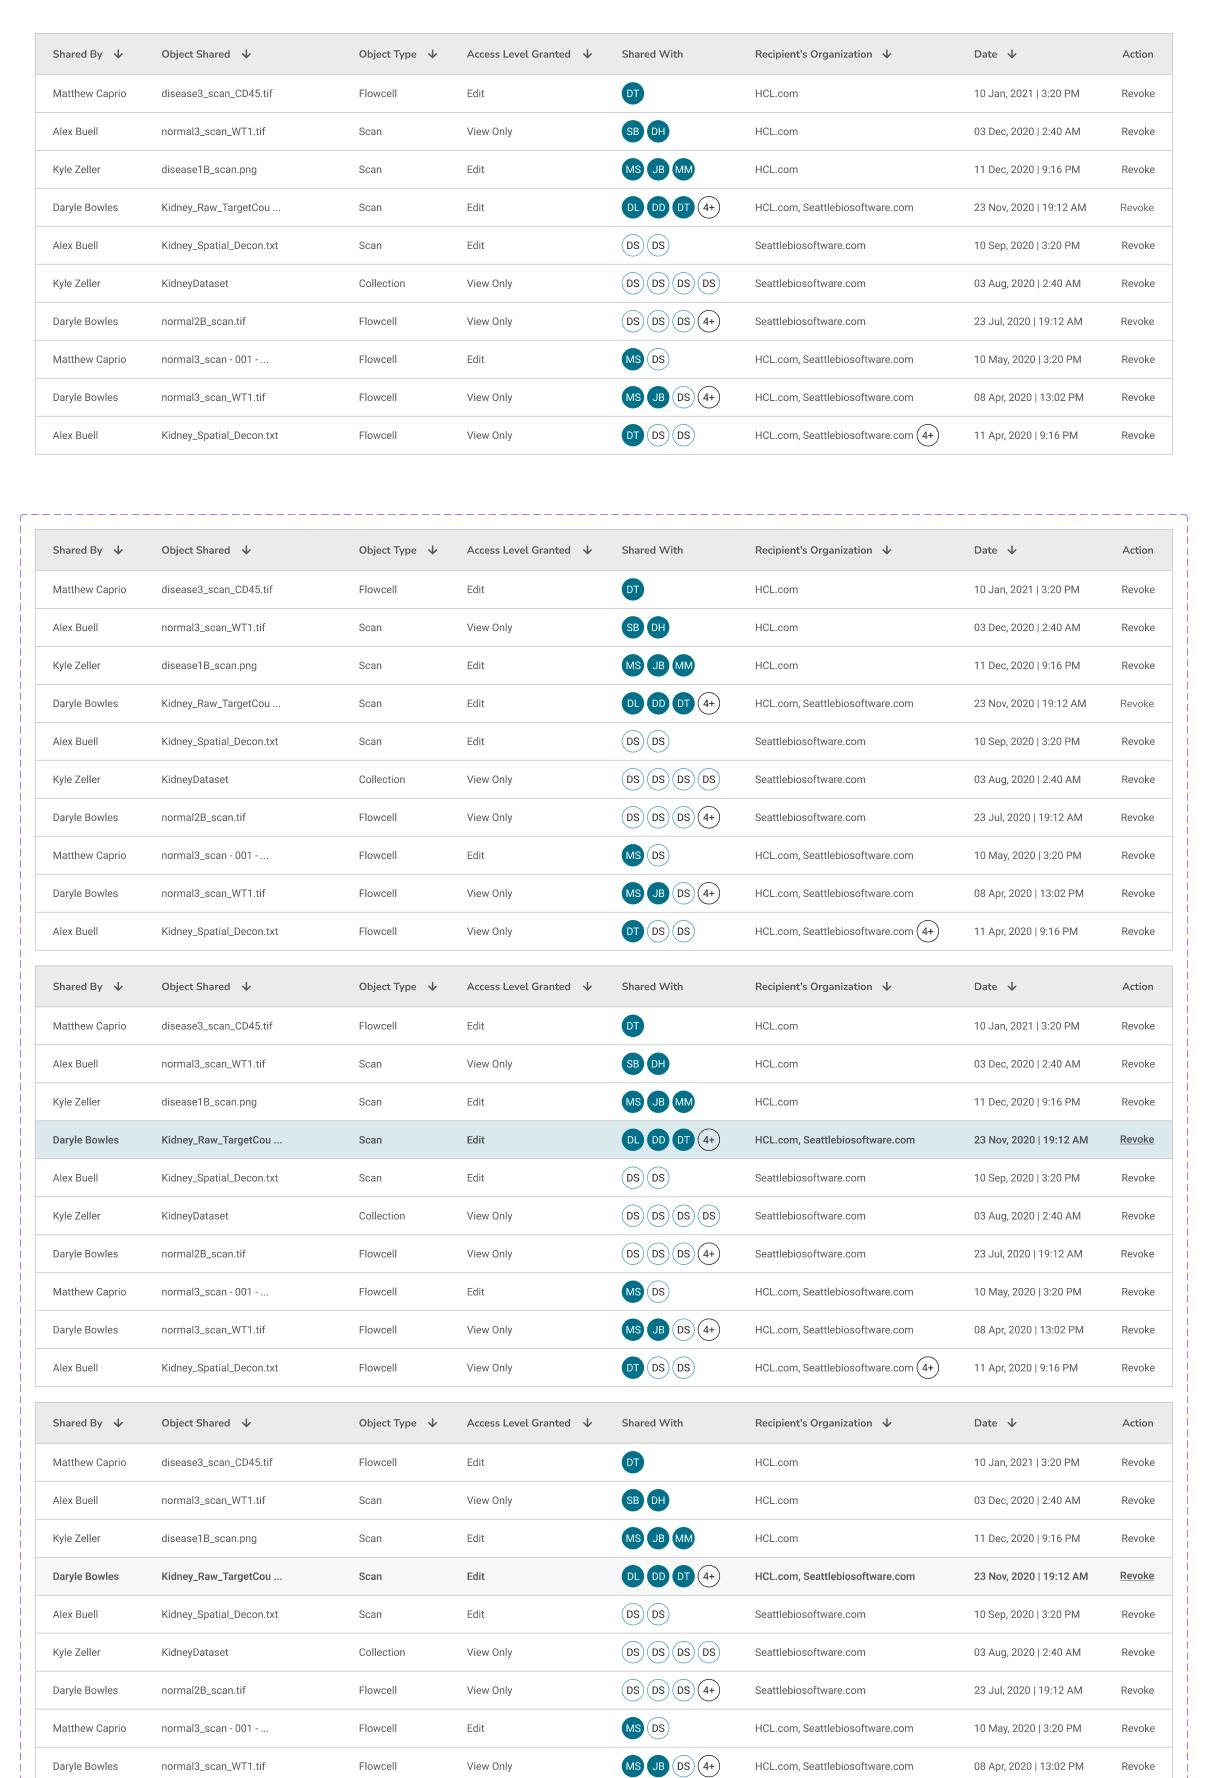 Shared By Object Shared Object Type Access Level Granted Shared With Recipient's Organization Date Action
Matthew Caprio disease3_scan_CD45.tif Flowcell Edit DT HCL.com 10 Jan, 2021 | 3:20 PM Revoke
Alex Buell normal3_scan_WT1.tif Scan View Only SB DH HCL.com 03 Dec, 2020 | 2:40 AM Revoke
Kyle Zeller disease1B_scan.png Scan Edit MS JB MM HCL.com 11 Dec, 2020 | 9:16 PM Revoke
Daryle Bowles Kidney_Raw_TargetCou ... Scan Edit DL DD DT 4+ HCL.com, Seattlebiosoftware.com 23 Nov, 2020 | 19:12 AM Revoke
Alex Buell Kidney_Spatial_Decon.txt Scan Edit DS DS Seattlebiosoftware.com 10 Sep, 2020 | 3:20 PM Revoke
Kyle Zeller KidneyDataset Collection View Only DS DS DS DS Seattlebiosoftware.com 03 Aug, 2020 | 2:40 AM Revoke
Daryle Bowles normal2B_scan.tif Flowcell View Only DS DS DS 4+ Seattlebiosoftware.com 23 Jul, 2020 | 19:12 AM Revoke
Matthew Caprio normal3_scan - 001 - ... Flowcell Edit MS DS HCL.com, Seattlebiosoftware.com 10 May, 2020 | 3:20 PM Revoke
Daryle Bowles normal3_scan_WT1.tif Flowcell View Only MS JB DS 4+ HCL.com, Seattlebiosoftware.com 08 Apr, 2020 | 13:02 PM Revoke
Alex Buell Kidney_Spatial_Decon.txt Flowcell View Only DT DS DS HCL.com, Seattlebiosoftware.com 4+ 11 Apr, 2020 | 9:16 PM Revoke
Shared By Object Shared Object Type Access Level Granted Shared With Recipient's Organization Date Action
Matthew Caprio disease3_scan_CD45.tif Flowcell Edit DT HCL.com 10 Jan, 2021 | 3:20 PM Revoke
Alex Buell normal3_scan_WT1.tif Scan View Only SB DH HCL.com 03 Dec, 2020 | 2:40 AM Revoke
Kyle Zeller disease1B_scan.png Scan Edit MS JB MM HCL.com 11 Dec, 2020 | 9:16 PM Revoke
Daryle Bowles Kidney_Raw_TargetCou ... Scan Edit DL DD DT 4+ HCL.com, Seattlebiosoftware.com 23 Nov, 2020 | 19:12 AM Revoke
Alex Buell Kidney_Spatial_Decon.txt Scan Edit DS DS Seattlebiosoftware.com 10 Sep, 2020 | 3:20 PM Revoke
Kyle Zeller KidneyDataset Collection View Only DS DS DS DS Seattlebiosoftware.com 03 Aug, 2020 | 2:40 AM Revoke
Daryle Bowles normal2B_scan.tif Flowcell View Only DS DS DS 4+ Seattlebiosoftware.com 23 Jul, 2020 | 19:12 AM Revoke
Matthew Caprio normal3_scan - 001 - ... Flowcell Edit MS DS HCL.com, Seattlebiosoftware.com 10 May, 2020 | 3:20 PM Revoke
Daryle Bowles normal3_scan_WT1.tif Flowcell View Only MS JB DS 4+ HCL.com, Seattlebiosoftware.com 08 Apr, 2020 | 13:02 PM Revoke
Alex Buell Kidney_Spatial_Decon.txt Flowcell View Only DT DS DS HCL.com, Seattlebiosoftware.com 4+ 11 Apr, 2020 | 9:16 PM Revoke
Shared By Object Shared Object Type Access Level Granted Shared With Recipient's Organization Date Action
Matthew Caprio disease3_scan_CD45.tif Flowcell Edit DT HCL.com 10 Jan, 2021 | 3:20 PM Revoke
Alex Buell normal3_scan_WT1.tif Scan View Only SB DH HCL.com 03 Dec, 2020 | 2:40 AM Revoke
Kyle Zeller disease1B_scan.png Scan Edit MS JB MM HCL.com 11 Dec, 2020 | 9:16 PM Revoke
Daryle Bowles Kidney_Raw_TargetCou ... Scan Edit DL DD DT 4+ HCL.com, Seattlebiosoftware.com 23 Nov, 2020 | 19:12 AM Revoke
Alex Buell Kidney_Spatial_Decon.txt Scan Edit DS DS Seattlebiosoftware.com 10 Sep, 2020 | 3:20 PM Revoke
Kyle Zeller KidneyDataset Collection View Only DS DS DS DS Seattlebiosoftware.com 03 Aug, 2020 | 2:40 AM Revoke
Daryle Bowles normal2B_scan.tif Flowcell View Only DS DS DS 4+ Seattlebiosoftware.com 23 Jul, 2020 | 19:12 AM Revoke
Matthew Caprio normal3_scan - 001 - ... Flowcell Edit MS DS HCL.com, Seattlebiosoftware.com 10 May, 2020 | 3:20 PM Revoke
Daryle Bowles normal3_scan_WT1.tif Flowcell View Only MS JB DS 4+ HCL.com, Seattlebiosoftware.com 08 Apr, 2020 | 13:02 PM Revoke
Alex Buell Kidney_Spatial_Decon.txt Flowcell View Only DT DS DS HCL.com, Seattlebiosoftware.com 4+ 11 Apr, 2020 | 9:16 PM Revoke
Shared By Object Shared Object Type Access Level Granted Shared With Recipient's Organization Date Action
Matthew Caprio disease3_scan_CD45.tif Flowcell Edit DT HCL.com 10 Jan, 2021 | 3:20 PM Revoke
Alex Buell normal3_scan_WT1.tif Scan View Only SB DH HCL.com 03 Dec, 2020 | 2:40 AM Revoke
Kyle Zeller disease1B_scan.png Scan Edit MS JB MM HCL.com 11 Dec, 2020 | 9:16 PM Revoke
Daryle Bowles Kidney_Raw_TargetCou ... Scan Edit DL DD DT 4+ HCL.com, Seattlebiosoftware.com 23 Nov, 2020 | 19:12 AM Revoke
Alex Buell Kidney_Spatial_Decon.txt Scan Edit DS DS Seattlebiosoftware.com 10 Sep, 2020 | 3:20 PM Revoke
Kyle Zeller KidneyDataset Collection View Only DS DS DS DS Seattlebiosoftware.com 03 Aug, 2020 | 2:40 AM Revoke
Daryle Bowles normal2B_scan.tif Flowcell View Only DS DS DS 4+ Seattlebiosoftware.com 23 Jul, 2020 | 19:12 AM Revoke
Matthew Caprio normal3_scan - 001 - ... Flowcell Edit MS DS HCL.com, Seattlebiosoftware.com 10 May, 2020 | 3:20 PM Revoke
Daryle Bowles normal3_scan_WT1.tif Flowcell View Only MS JB DS 4+ HCL.com, Seattlebiosoftware.com 08 Apr, 2020 | 13:02 PM Revoke